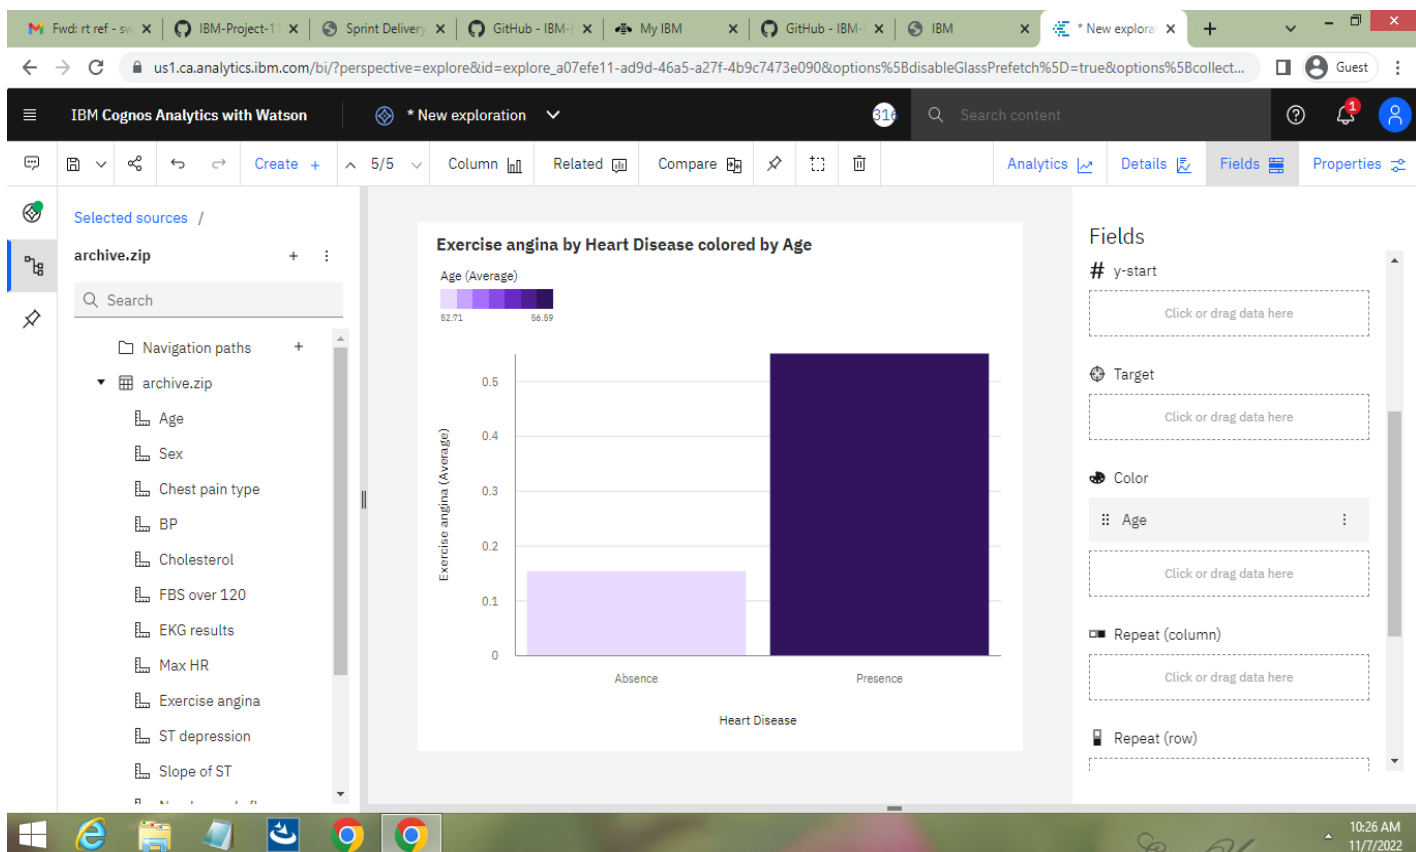 Fwd: rt ref - sw
IBM-Project-11
Sprint Delivery
GitHub - IBM-
My IBM
GitHub - IBM-
IBM
* New explora
us1.ca.analytics.ibm.com/bi/?perspective=explore&id=explore_a07efe11-ad9d-46a5-a27f-4b9c7473e090&options%5BdisableGlassPrefetch%5D=true&options%5Bcollect...
Guest
IBM Cognos Analytics with Watson
* New exploration
316
Search content
1
Create +
5/5
Column
Related
Compare
Analytics
Details
Fields
Properties
Selected sources /
archive.zip
Search
Navigation paths
archive.zip
Age
Sex
Chest pain type
BP
Cholesterol
FBS over 120
EKG results
Max HR
Exercise angina
ST depression
Slope of ST
Exercise angina by Heart Disease colored by Age
Age (Average)
52.71 56.59
Exercise angina (Average)
0.5
0.4
0.3
0.2
0.1
0
Absence
Presence
Heart Disease
Fields
# y-start
Click or drag data here
Target
Click or drag data here
Color
Age
Click or drag data here
Repeat (column)
Click or drag data here
Repeat (row)
10:26 AM
11/7/2022